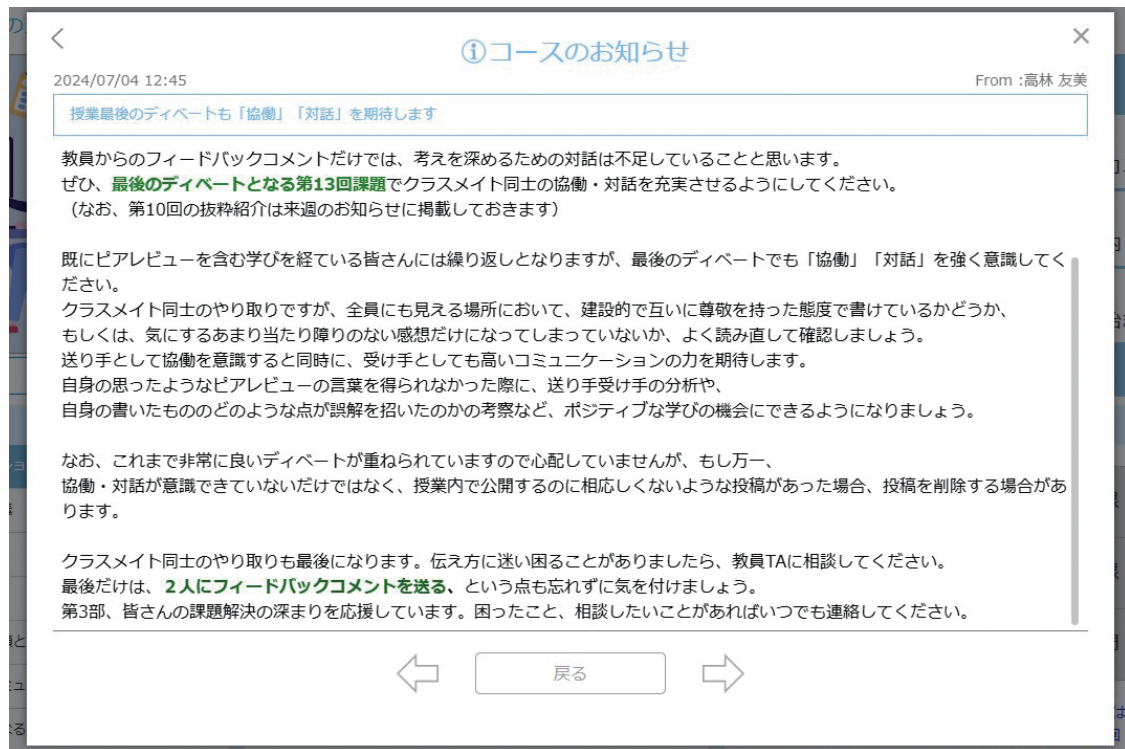 ①コースのお知らせ
2024/07/04 12:45
From :高林 友美
授業最後のディベートも「協働」「対話」を期待します
教員からのフィードバックコメントだけでは、考えを深めるための対話は不足していることと思います。
ぜひ、最後のディベートとなる第13回課題でクラスメイト同士の協働・対話を充実させるようにしてください。
（なお、第10回の抜粋紹介は来週のお知らせに掲載しておきます）
既にピアレビューを含む学びを経ている皆さんには繰り返しとなりますが、最後のディベートでも「協働」「対話」を強く意識してく
ださい。
クラスメイト同士のやり取りですが、全員にも見える場所において、建設的で互いに尊敬を持った態度で書けているかどうか、
もしくは、気にするあまり当たり障りのない感想だけになってしまっていないか、よく読み直して確認しましょう。
送り手として協働を意識すると同時に、受け手としても高いコミュニケーションの力を期待します。
自身の思ったようなピアレビューの言葉を得られなかった際に、送り手受け手の分析や、
自身の書いたもののどのような点が誤解を招いたのかの考察など、ポジティブな学びの機会にできるようになりましょう。
なお、これまで非常に良いディベートが重ねられていますので心配していませんが、もし万一、
協働・対話が意識できていないだけではなく、授業内で公開するのに相応しくないような投稿があった場合、投稿を削除する場合があ
ります。
クラスメイト同士のやり取りも最後になります。伝え方に迷い困ることがありましたら、教員TAに相談してください。
最後だけは、２人にフィードバックコメントを送る、という点も忘れずに気を付けましょう。
第3部、皆さんの課題解決の深まりを応援しています。困ったこと、相談したいことがあればいつでも連絡してください。
戻る